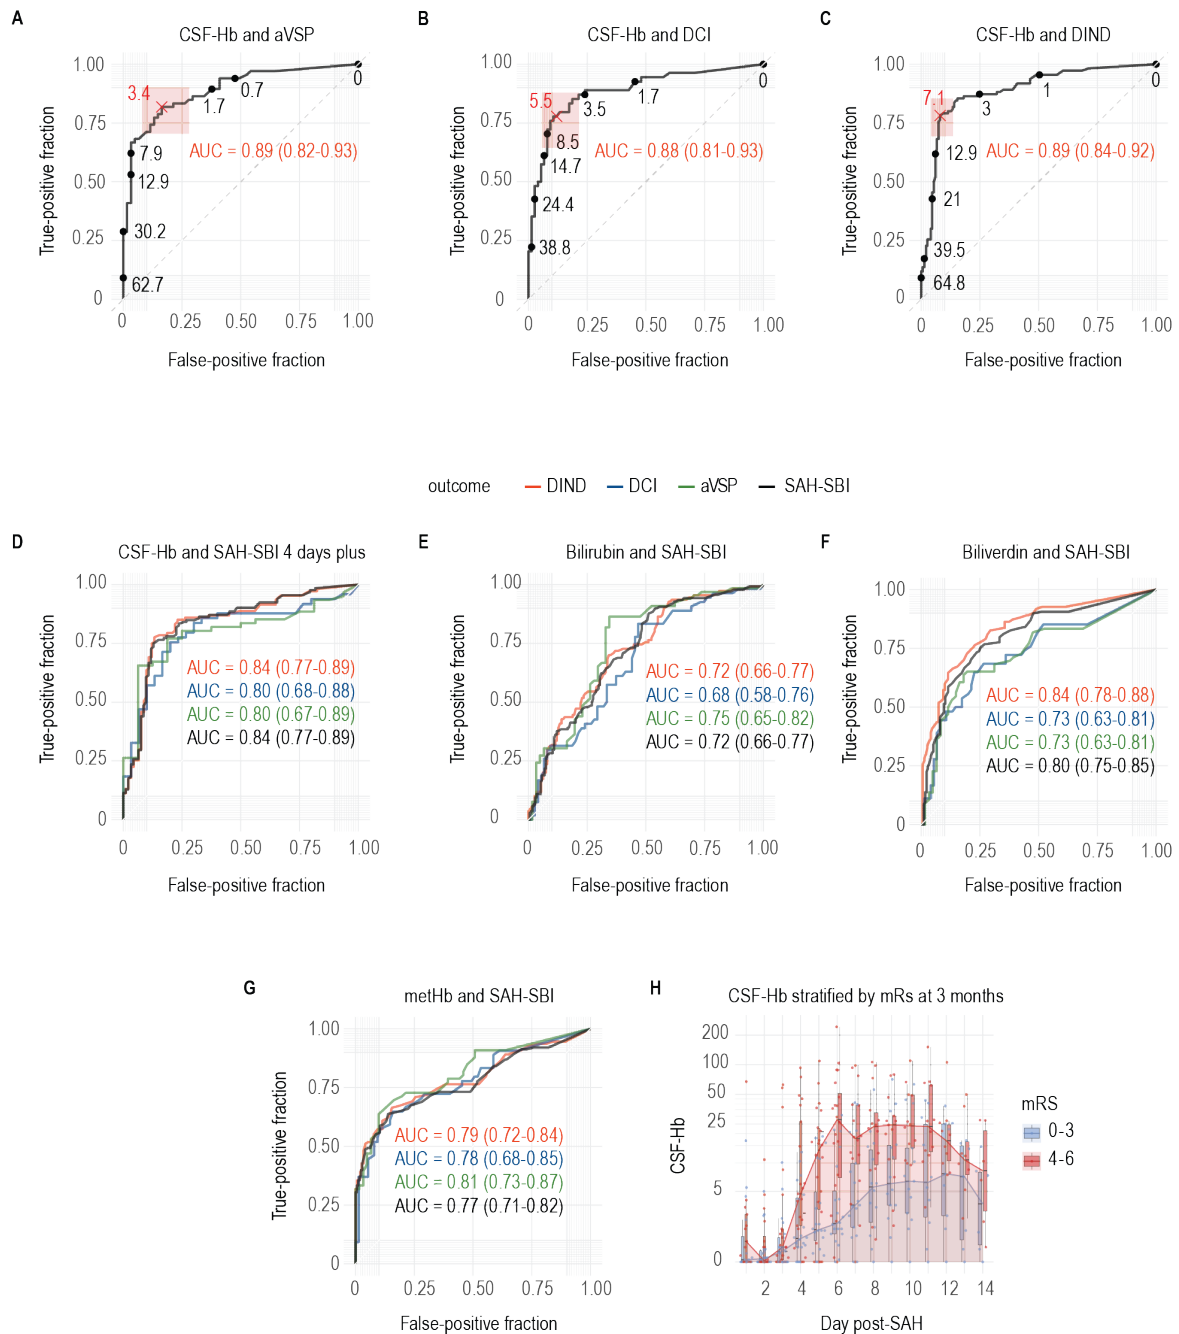 A
CSF-Hb and aVSP
True-positive fraction
1.00
0.75
0.50
0.25
0
3.4
1.7
0.7
0
7.9
12.9
30.2
62.7
AUC = 0.89 (0.82-0.93)
0 0.25 0.75 1.00
False-positive fraction
B
CSF-Hb and DCI
True-positive fraction
1.00
0.75
0.50
0.25
0
5.5
3.5
1.7
0
8.5
14.7
24.4
38.8
AUC = 0.88 (0.81-0.93)
0 0.25 0.75 1.00
False-positive fraction
C
CSF-Hb and DIND
True-positive fraction
1.00
0.75
0.50
0.25
0
7.1
3
1
0
12.9
21
39.5
64.8
AUC = 0.89 (0.84-0.92)
0 0.25 0.75 1.00
False-positive fraction
outcome DIND DCI aVSP SAH-SBI
D
CSF-Hb and SAH-SBI 4 days plus
True-positive fraction
1.00
0.75
0.50
0.25
0
AUC = 0.84 (0.77-0.89)
AUC = 0.80 (0.68-0.88)
AUC = 0.80 (0.67-0.89)
AUC = 0.84 (0.77-0.89)
0 0.25 0.50 0.75 1.00
False-positive fraction
E
Bilirubin and SAH-SBI
True-positive fraction
1.00
0.75
0.50
0.25
0
AUC = 0.72 (0.66-0.77)
AUC = 0.68 (0.58-0.76)
AUC = 0.75 (0.65-0.82)
AUC = 0.72 (0.66-0.77)
0 0.25 0.50 0.75 1.00
False-positive fraction
F
Biliverdin and SAH-SBI
True-positive fraction
1.00
0.75
0.50
0.25
0
AUC = 0.84 (0.78-0.88)
AUC = 0.73 (0.63-0.81)
AUC = 0.73 (0.63-0.81)
AUC = 0.80 (0.75-0.85)
0 0.25 0.50 0.75 1.00
False-positive fraction
G
metHb and SAH-SBI
True-positive fraction
1.00
0.75
0.50
0.25
0
AUC = 0.79 (0.72-0.84)
AUC = 0.78 (0.68-0.85)
AUC = 0.81 (0.73-0.87)
AUC = 0.77 (0.71-0.82)
0 0.25 0.50 0.75 1.00
False-positive fraction
H
CSF-Hb stratified by mRs at 3 months
CSF-Hb
200
100
50
25
5
0
2 4 6 8 10 12 14
Day post-SAH
mRS
0-3
4-6